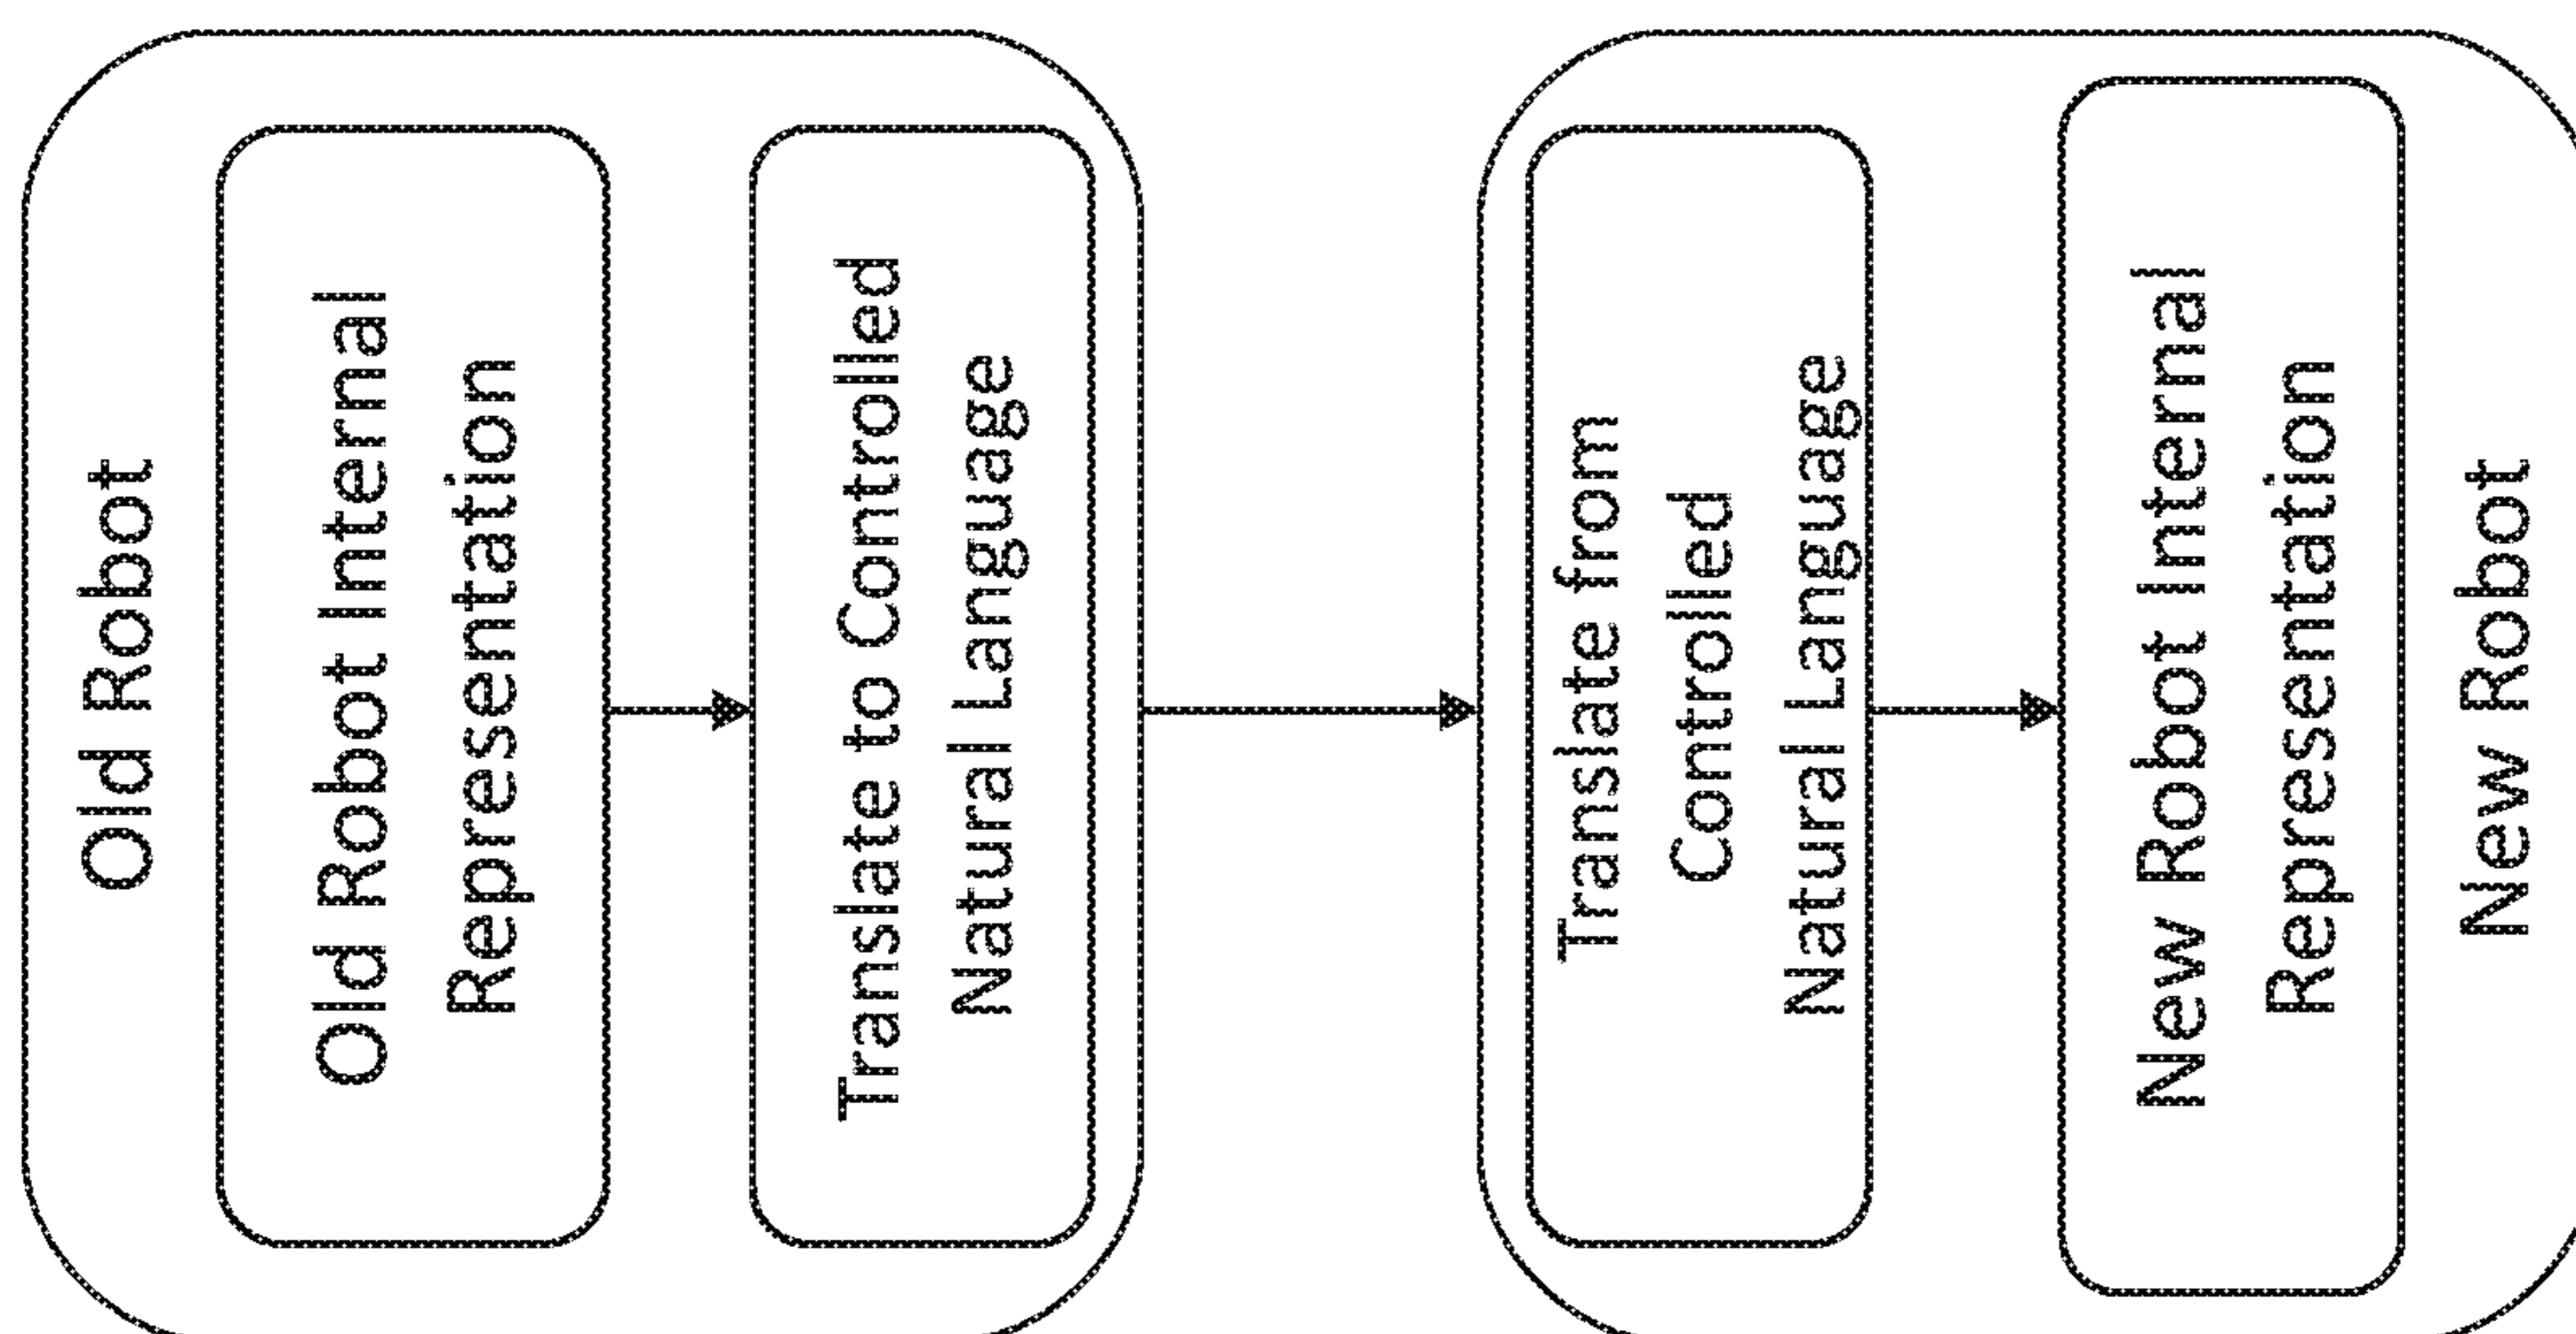 Old Robot
Old Robot Internal
Representation
Translate to Controlled
Natural Language
Translate from
Controlled
Natural Language
New Robot Internal
Representation
New Robot